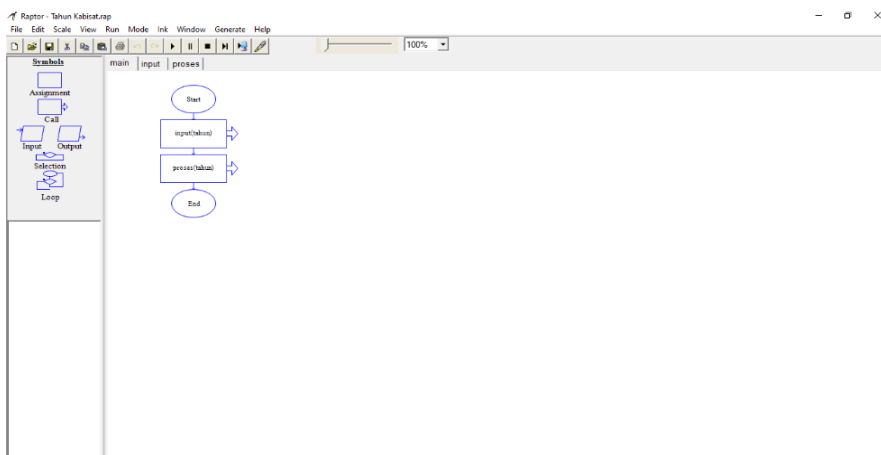 Raptor - Tahun Kabisat.rap
File Edit Scale View Run Mode Ink Window Generate Help
100%
Symbols
Assignment
Call
Input Output
Selection
Loop
main input proses
Start
input(tahun)
proses(tahun)
End